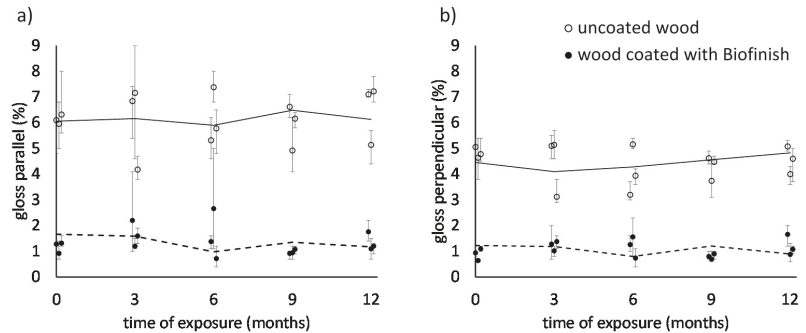 a)
gloss parallel (%)
9
8
7
6
5
4
3
2
1
0
0 3 6 9 12
time of exposure (months)
b)
uncoated wood
wood coated with Biofinish
gloss perpendicular (%)
9
8
7
6
5
4
3
2
1
0
0 3 6 9 12
time of exposure (months)